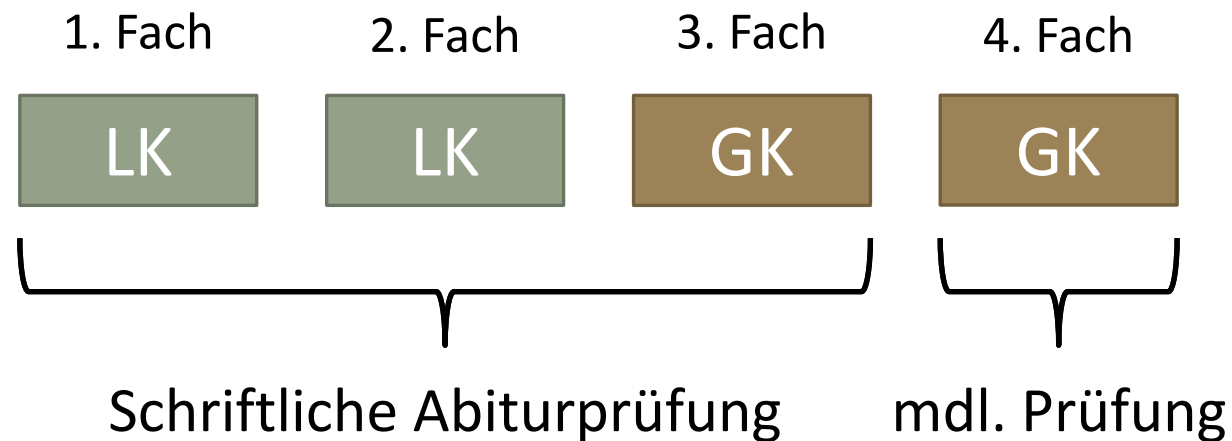 1. Fach 2. Fach 3. Fach 4. Fach
LK LK GK GK
Schriftliche Abiturprüfung mdl. Prüfung